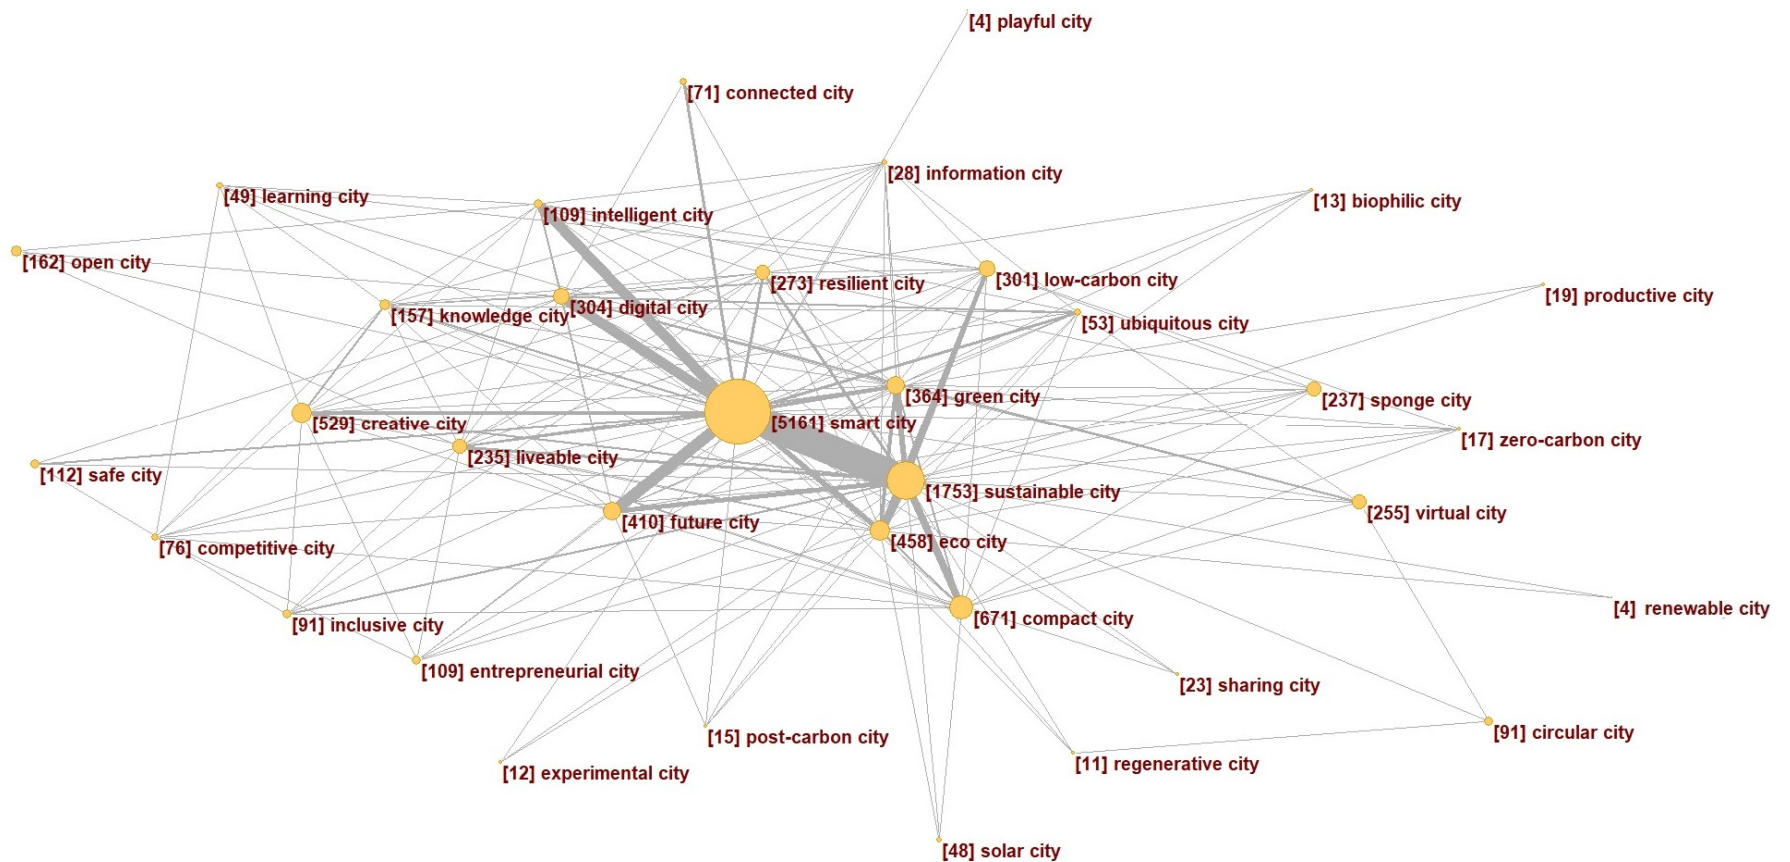 [4] playful city
[71] connected city
[28] information city
[49] learning city
[13] biophilic city
[109] intelligent city
[162] open city
[273] resilient city
[301] low-carbon city
[19] productive city
[157] knowledge city
[304] digital city
[53] ubiquitous city
[364] green city
[237] sponge city
[529] creative city
[5161] smart city
[17] zero-carbon city
[235] liveable city
[112] safe city
[1753] sustainable city
[255] virtual city
[410] future city
[458] eco city
[76] competitive city
[4] renewable city
[671] compact city
[91] inclusive city
[109] entrepreneurial city
[23] sharing city
[91] circular city
[15] post-carbon city
[11] regenerative city
[12] experimental city
[48] solar city